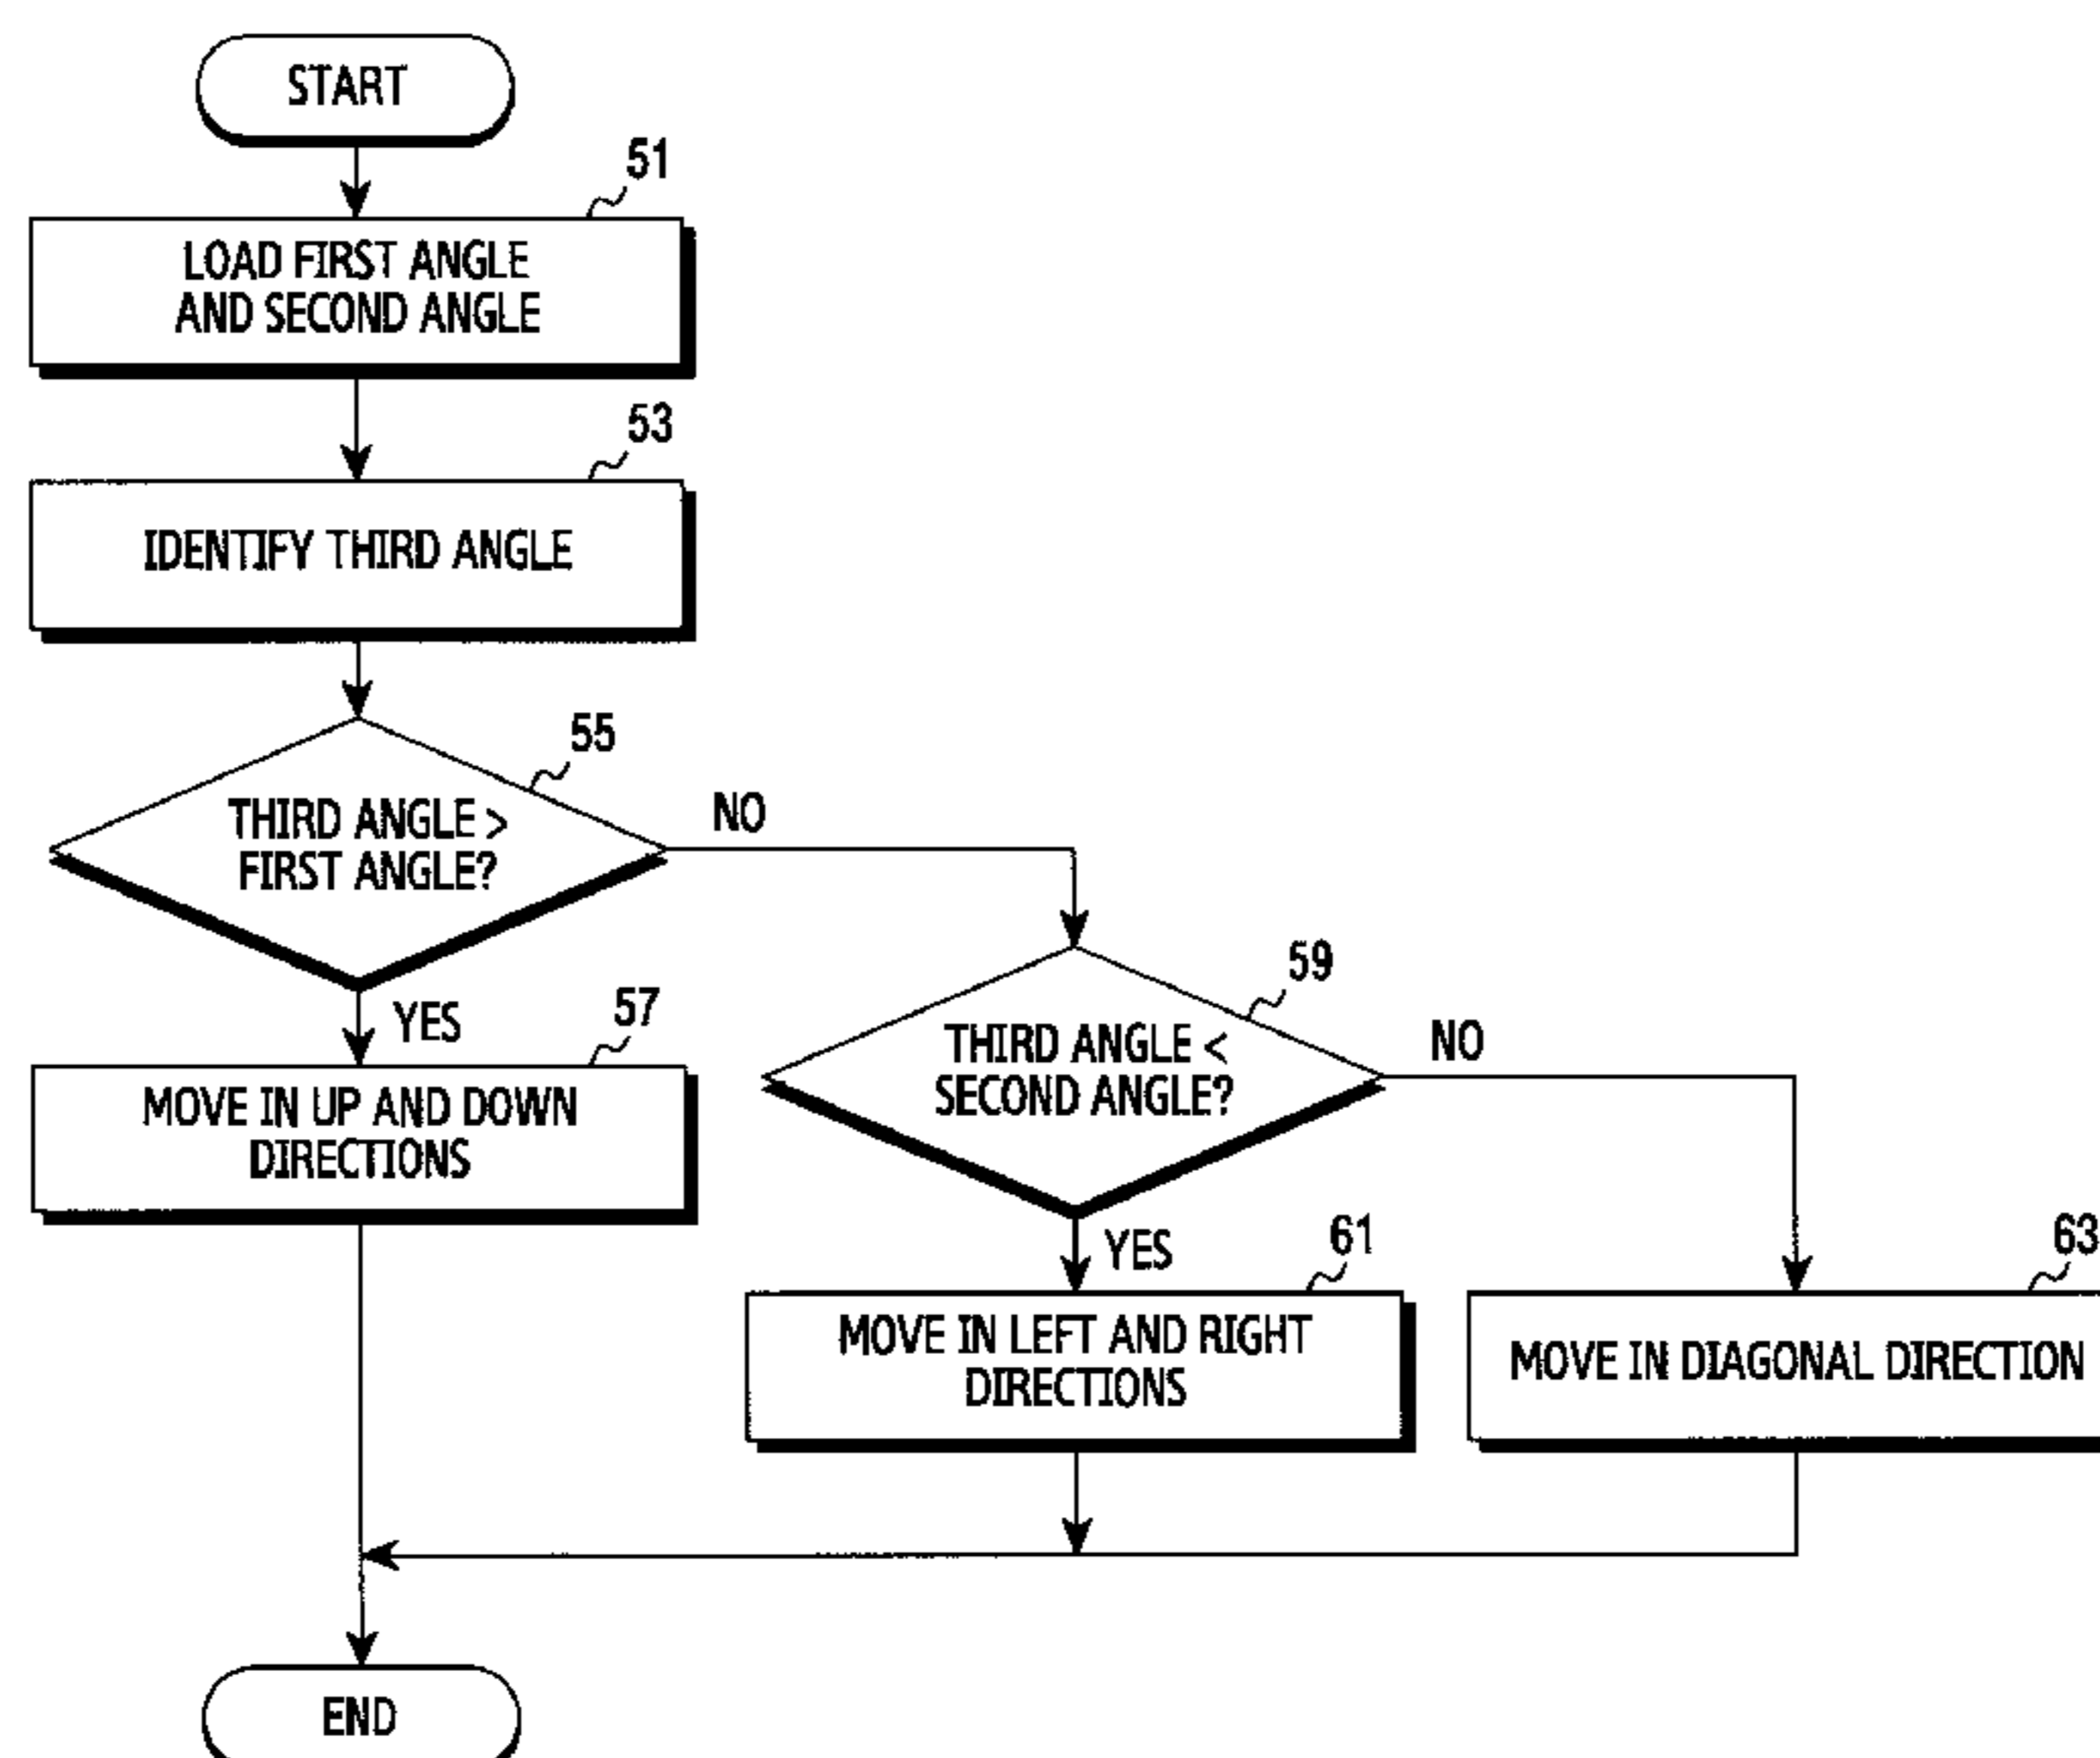 START
51
LOAD FIRST ANGLE
AND SECOND ANGLE
53
IDENTIFY THIRD ANGLE
55
THIRD ANGLE >
FIRST ANGLE?
NO
YES
57
MOVE IN UP AND DOWN
DIRECTIONS
59
THIRD ANGLE <
SECOND ANGLE?
NO
YES
61
MOVE IN LEFT AND RIGHT
DIRECTIONS
63
MOVE IN DIAGONAL DIRECTION
END